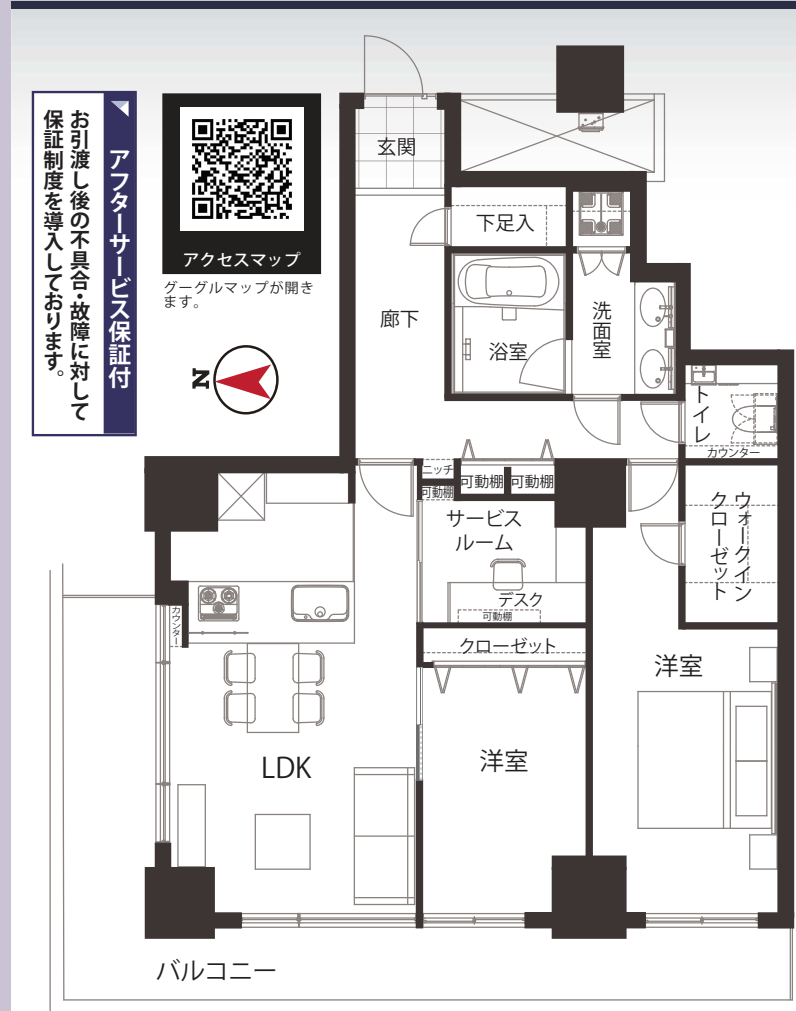 アフターサービス保証付
お引渡し後の不具合・故障に対して
保証制度を導入しております。
アクセスマップ
グーグルマップが開き
ます。
N
玄関
下足入
廊下
浴室
洗面室
トイレ
カウンター
ニッチ
可動棚
可動棚
可動棚
サービス
ルーム
デスク
可動棚
ウォークイン
クローゼット
カウンター
クローゼット
洋室
洋室
LDK
バルコニー